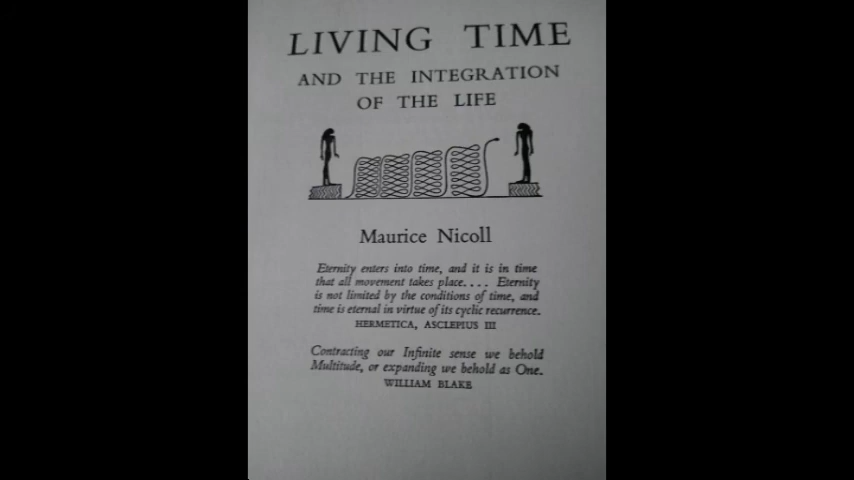 LIVING TIME
AND THE INTEGRATION
OF THE LIFE
Maurice Nicoll
Eternity enters into time, and it is in time
that all movement takes place.... Eternity
is not limited by the conditions of time, and
time is eternal in virtue of its cyclic recurrence.
HERMETICA, ASCLEPIUS III
Contracting our Infinite sense we behold
Multitude, or expanding we behold as One.
WILLIAM BLAKE